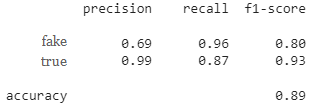 precision recall f1-score
fake 0.69 0.96 0.80
true 0.99 0.87 0.93
accuracy 0.89